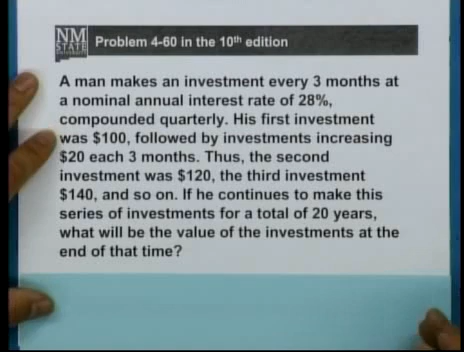 NM
STATE
Problem 4-60 in the 10th edition
A man makes an investment every 3 months at
a nominal annual interest rate of 28%,
compounded quarterly. His first investment
was $100, followed by investments increasing
$20 each 3 months. Thus, the second
investment was $120, the third investment
$140, and so on. If he continues to make this
series of investments for a total of 20 years,
what will be the value of the investments at the
end of that time?